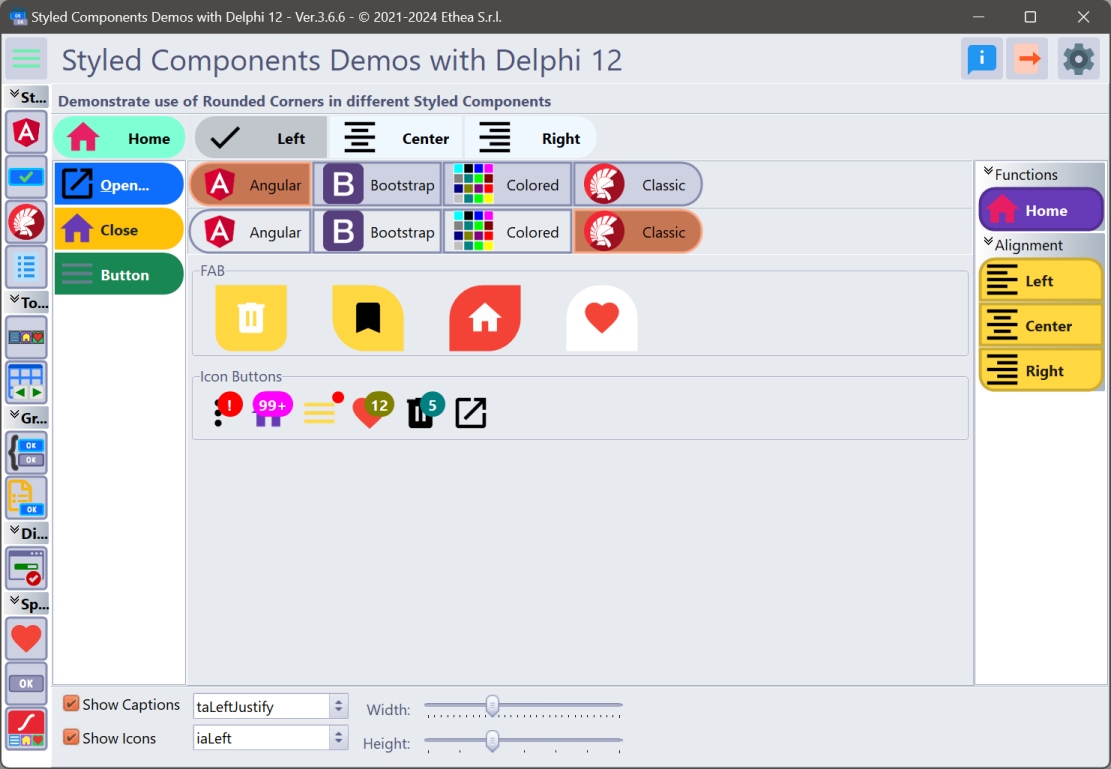 Styled Components Demos with Delphi 12 - Ver.3.6.6 - © 2021-2024 Ethea S.r.l.
Styled Components Demos with Delphi 12
St...
Demonstrate use of Rounded Corners in different Styled Components
Home
Left
Center
Right
Open...
Close
Button
Angular
Bootstrap
Colored
Classic
Angular
Bootstrap
Colored
Classic
Functions
Home
Alignment
Left
Center
Right
FAB
Icon Buttons
!
99+
12
5
To...
Gr...
OK
OK
OK
Di...
Sp...
OK
Show Captions
taLeftJustify
Width:
Show Icons
iaLeft
Height: